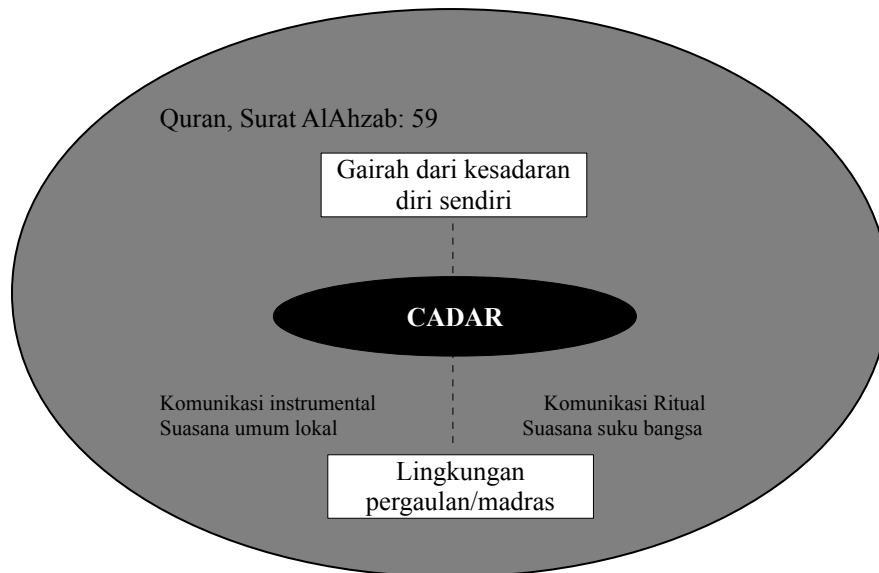 Quran, Surat AlAhzab: 59
Gairah dari kesadaran
diri sendiri
CADAR
Komunikasi instrumental
Suasana umum lokal
Komunikasi Ritual
Suasana suku bangsa
Lingkungan
pergaulan/madras